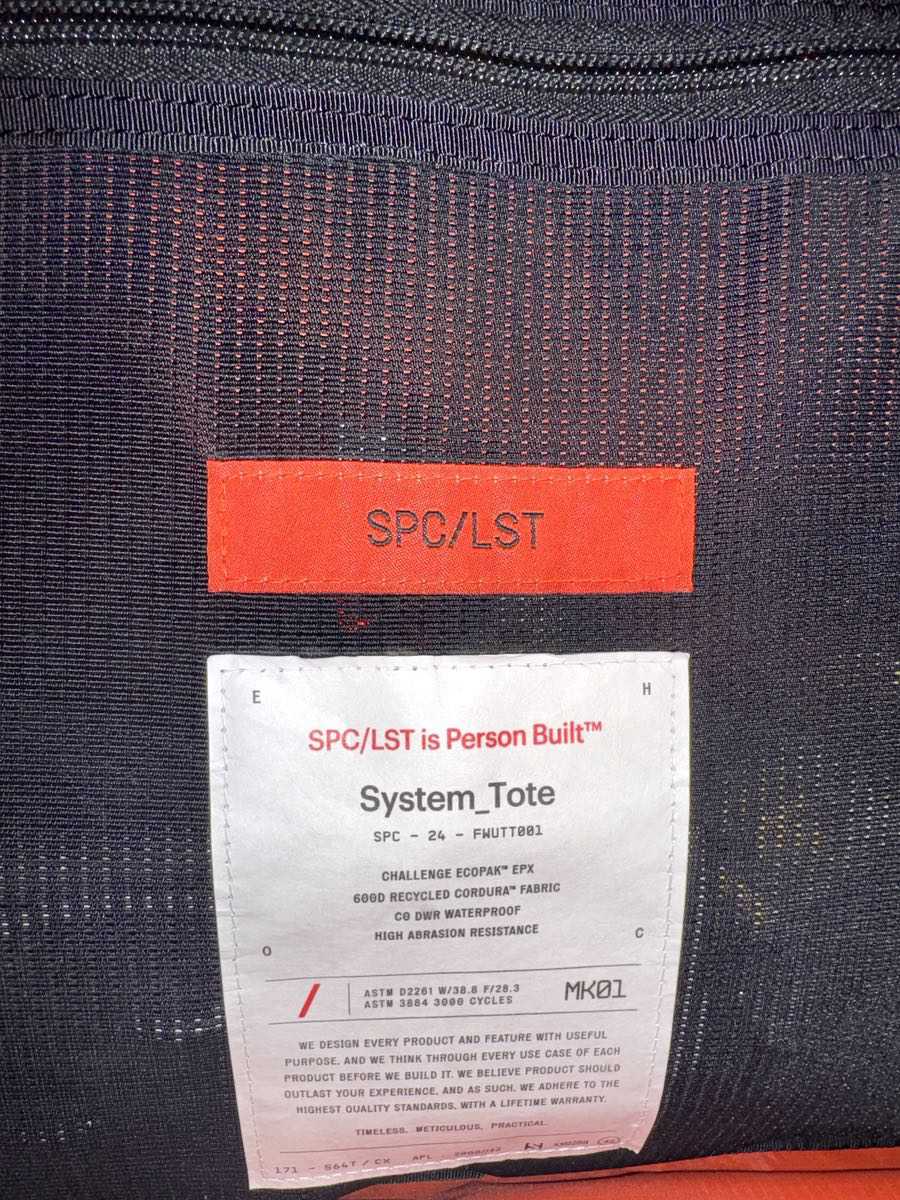 SPC/LST
E H
SPC/LST is Person Built™
System_Tote
SPC - 24 - FWUTT001
CHALLENGE ECOPAK™ EPX
600D RECYCLED CORDURA™ FABRIC
C0 DWR WATERPROOF
HIGH ABRASION RESISTANCE
O C
/ ASTM D2261 W/38.8 F/28.3 MK01
ASTM 3884 3000 CYCLES
WE DESIGN EVERY PRODUCT AND FEATURE WITH USEFUL
PURPOSE, AND WE THINK THROUGH EVERY USE CASE OF EACH
PRODUCT BEFORE WE BUILD IT. WE BELIEVE PRODUCT SHOULD
OUTLAST YOUR EXPERIENCE, AND AS SUCH, WE ADHERE TO THE
HIGHEST QUALITY STANDARDS, WITH A LIFETIME WARRANTY.
TIMELESS, METICULOUS, PRACTICAL.
171 - S64T / CX APL